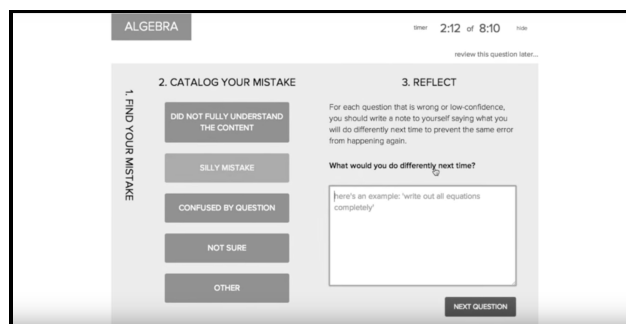 ALGEBRA
timer 2:12 of 8:10 hide
review this question later...
1. FIND YOUR MISTAKE
2. CATALOG YOUR MISTAKE
DID NOT FULLY UNDERSTAND
THE CONTENT
SILLY MISTAKE
CONFUSED BY QUESTION
NOT SURE
OTHER
3. REFLECT
For each question that is wrong or low-confidence,
you should write a note to yourself saying what you
will do differently next time to prevent the same error
from happening again.
What would you do differently next time?
here's an example: 'write out all equations
completely'
NEXT QUESTION